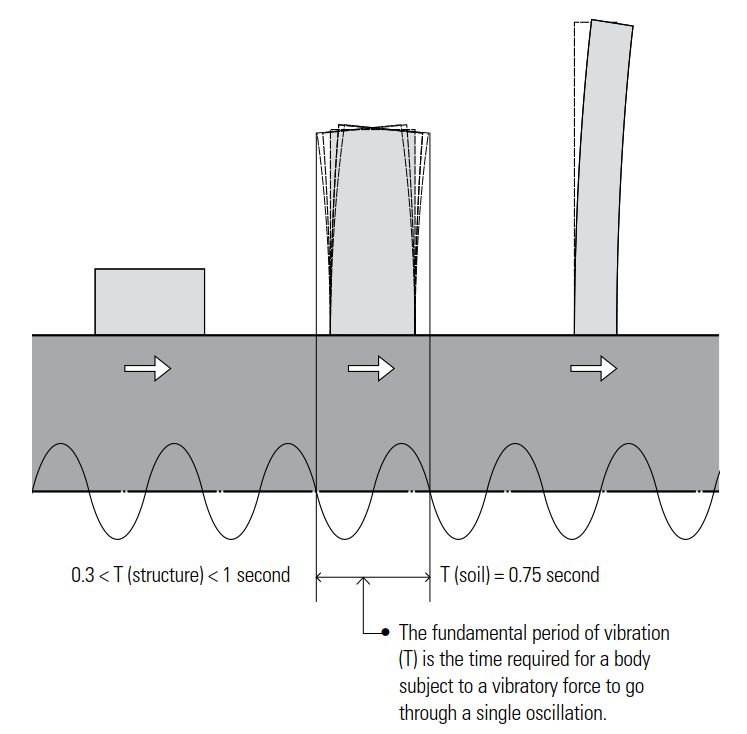 0.3 < T (structure) < 1 second
T (soil) = 0.75 second
The fundamental period of vibration
(T) is the time required for a body
subject to a vibratory force to go
through a single oscillation.